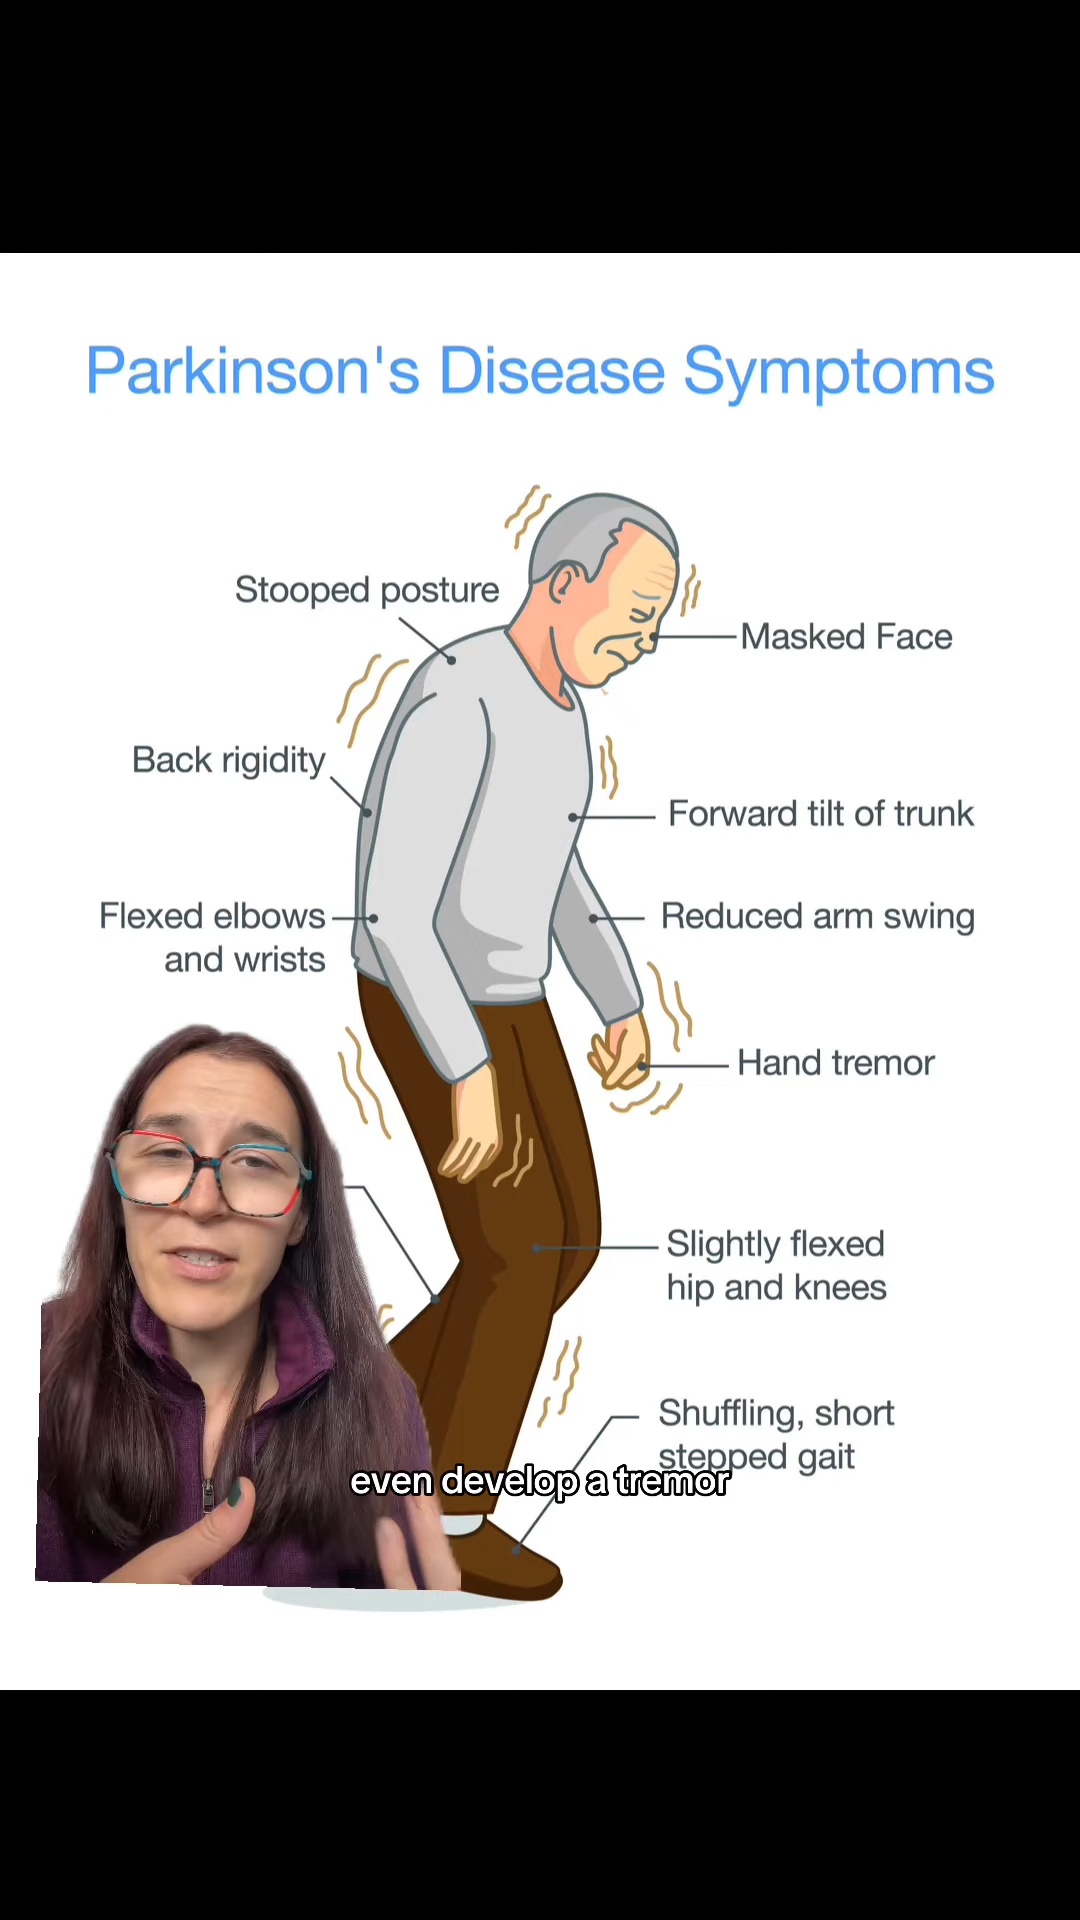 Parkinson's Disease Symptoms
Stooped posture
Masked Face
Back rigidity
Forward tilt of trunk
Flexed elbows
and wrists
Reduced arm swing
Hand tremor
Slightly flexed
hip and knees
Shuffling, short
stepped gait
even develop a tremor